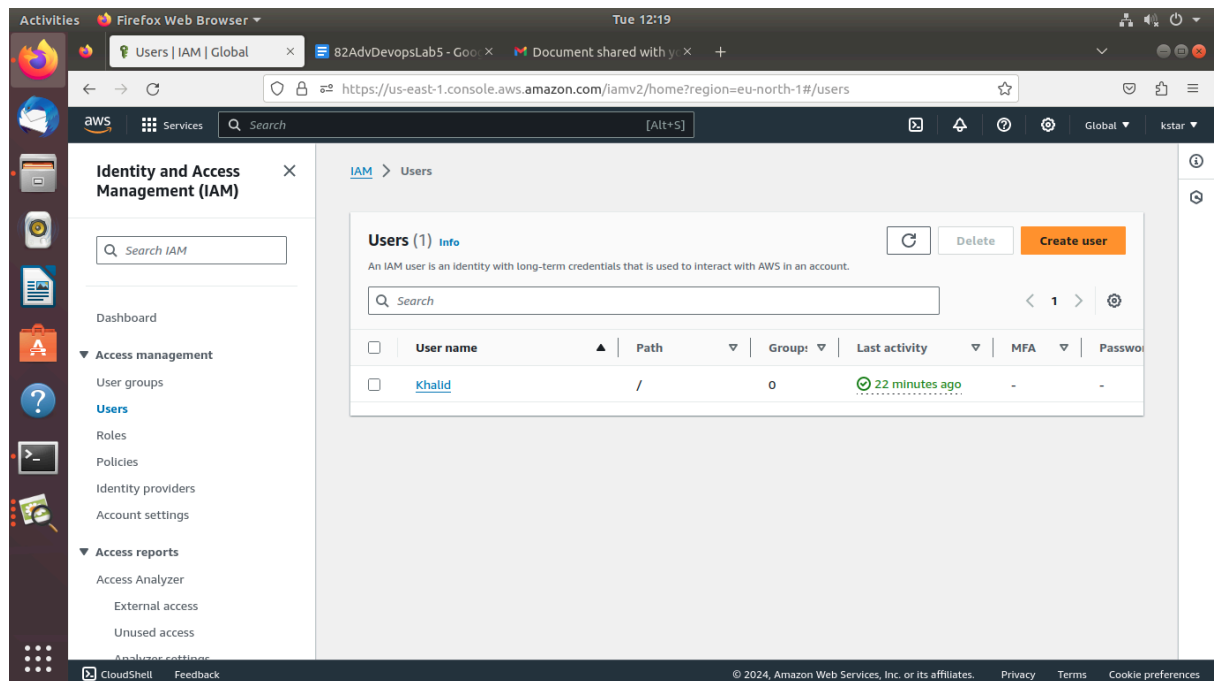 Activities Firefox Web Browser Tue 12:19
Users | IAM | Global 82AdvDevopsLab5 - Goo Document shared with yo
https://us-east-1.console.aws.amazon.com/iamv2/home?region=eu-north-1#/users
aws Services Search [Alt+S] Global kstar
Identity and Access
Management (IAM)
Search IAM
Dashboard
Access management
User groups
Users
Roles
Policies
Identity providers
Account settings
Access reports
Access Analyzer
External access
Unused access
Analyzer settings
IAM > Users
Users (1) Info Delete Create user
An IAM user is an identity with long-term credentials that is used to interact with AWS in an account.
Search 1
User name Path Group: Last activity MFA Passwo
Khalid / 0 22 minutes ago - -
CloudShell Feedback © 2024, Amazon Web Services, Inc. or its affiliates. Privacy Terms Cookie preferences